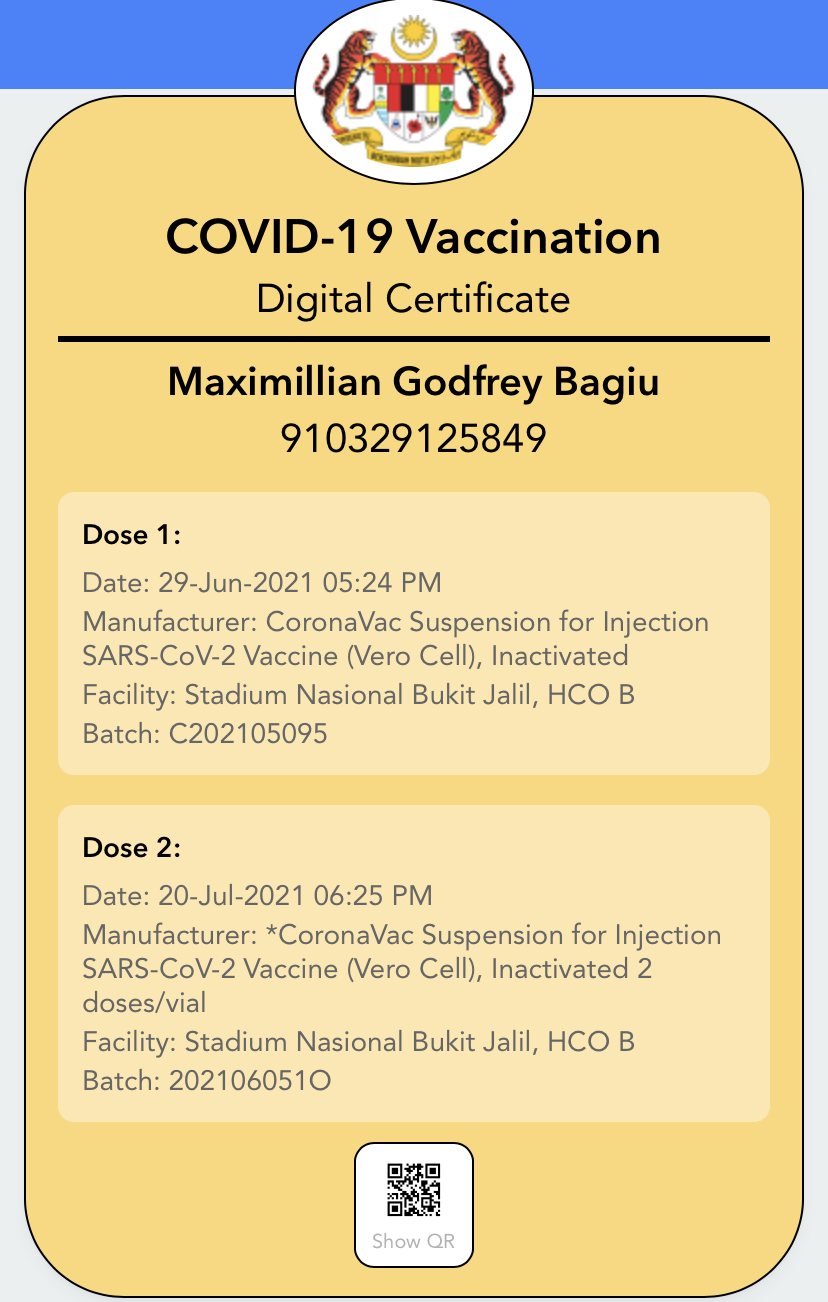 COVID-19 Vaccination
Digital Certificate
Maximillian Godfrey Bagiu
910329125849
Dose 1:
Date: 29-Jun-2021 05:24 PM
Manufacturer: CoronaVac Suspension for Injection
SARS-CoV-2 Vaccine (Vero Cell), Inactivated
Facility: Stadium Nasional Bukit Jalil, HCO B
Batch: C202105095
Dose 2:
Date: 20-Jul-2021 06:25 PM
Manufacturer: *CoronaVac Suspension for Injection
SARS-CoV-2 Vaccine (Vero Cell), Inactivated 2
doses/vial
Facility: Stadium Nasional Bukit Jalil, HCO B
Batch: 202106051O
Show QR